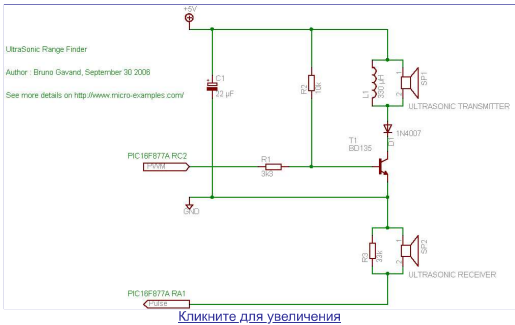 +5V
UltraSonic Range Finder
Author : Bruno Gavand, September 30 2006
See more details on http://www.micro-examples.com/
C1
22 µF
R2
10k
L1
330 µH
1
2
SP1
ULTRASONIC TRANSMITTER
D1
1N4007
T1
BD135
PIC16F877A RC2
PWM
R1
3k3
GND
R3
33k
1
2
SP2
ULTRASONIC RECEIVER
PIC16F877A RA1
Pulse
Кликните для увеличения